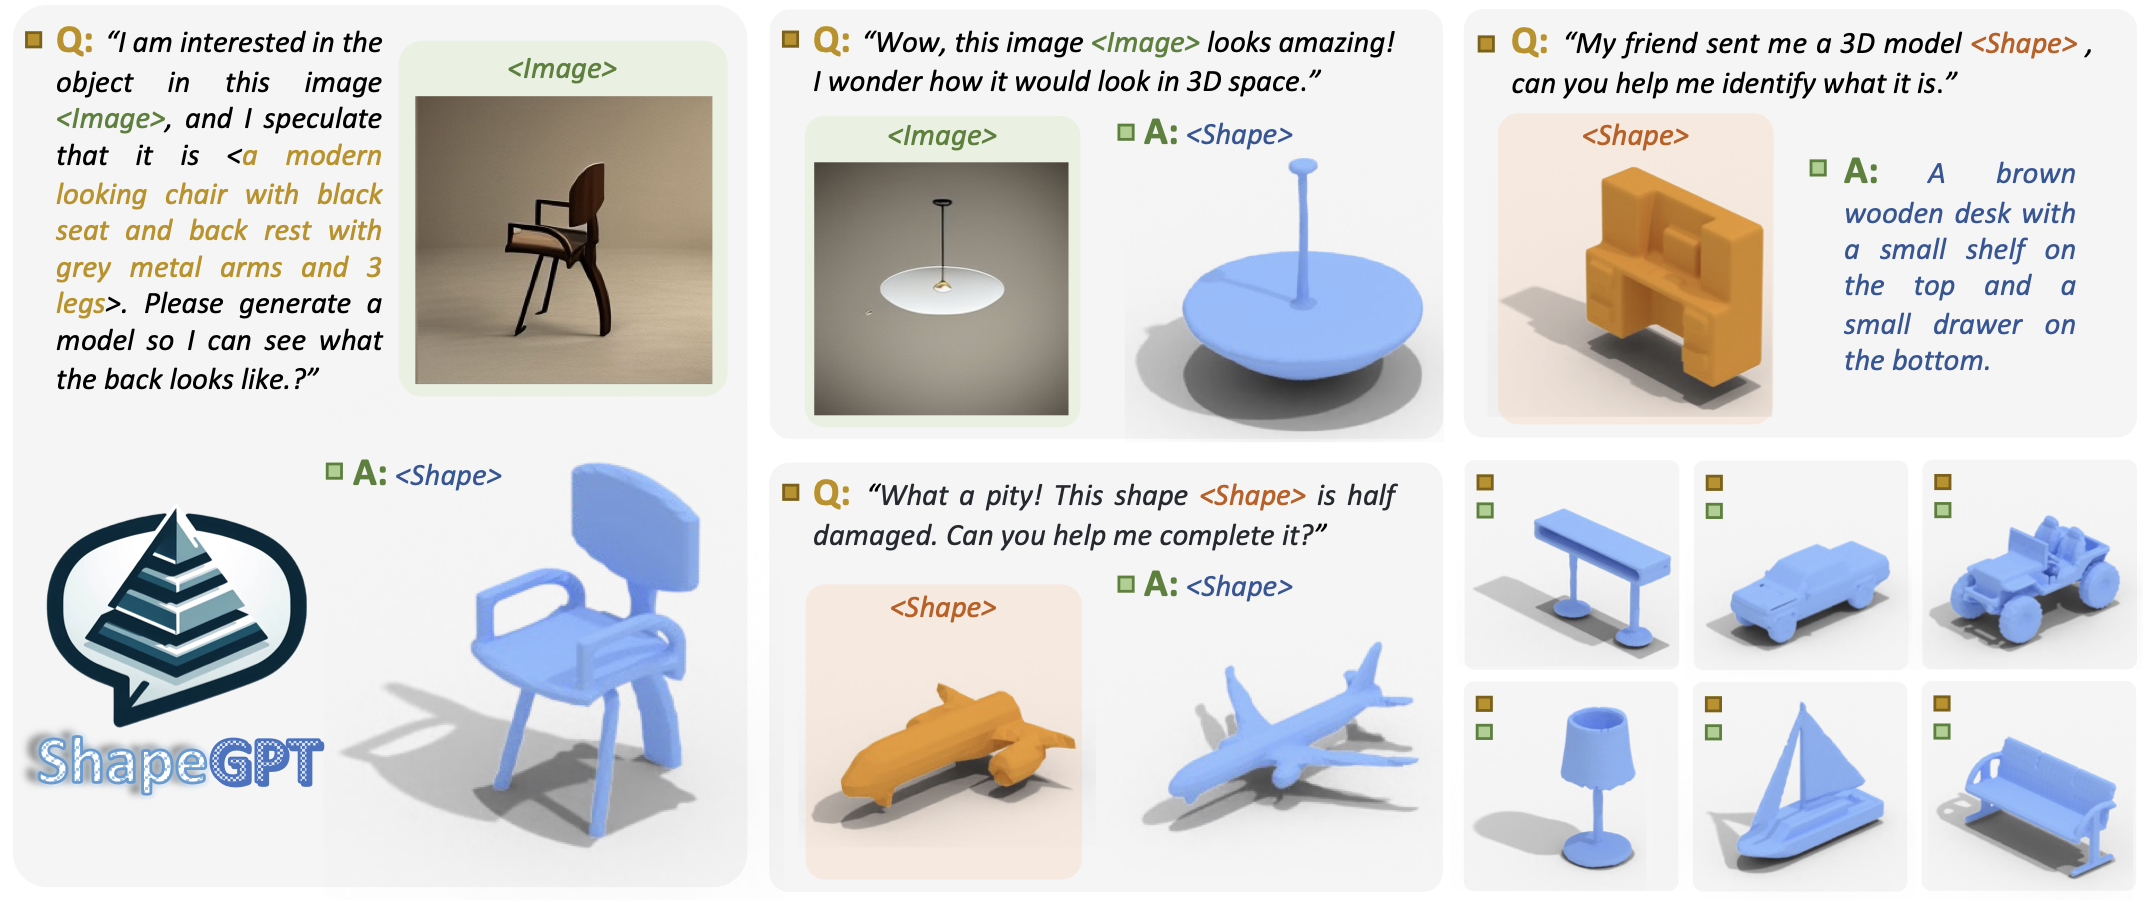 Q: “I am interested in the
object in this image
<Image>, and I speculate
that it is <a modern
looking chair with black
seat and back rest with
grey metal arms and 3
legs>. Please generate a
model so I can see what
the back looks like.?”
<Image>
A: <Shape>
ShapeGPT
Q: “Wow, this image <Image> looks amazing!
I wonder how it would look in 3D space.”
<Image>
A: <Shape>
Q: “What a pity! This shape <Shape> is half
damaged. Can you help me complete it?”
<Shape>
A: <Shape>
Q: “My friend sent me a 3D model <Shape> ,
can you help me identify what it is.”
<Shape>
A: A brown
wooden desk with
a small shelf on
the top and a
small drawer on
the bottom.